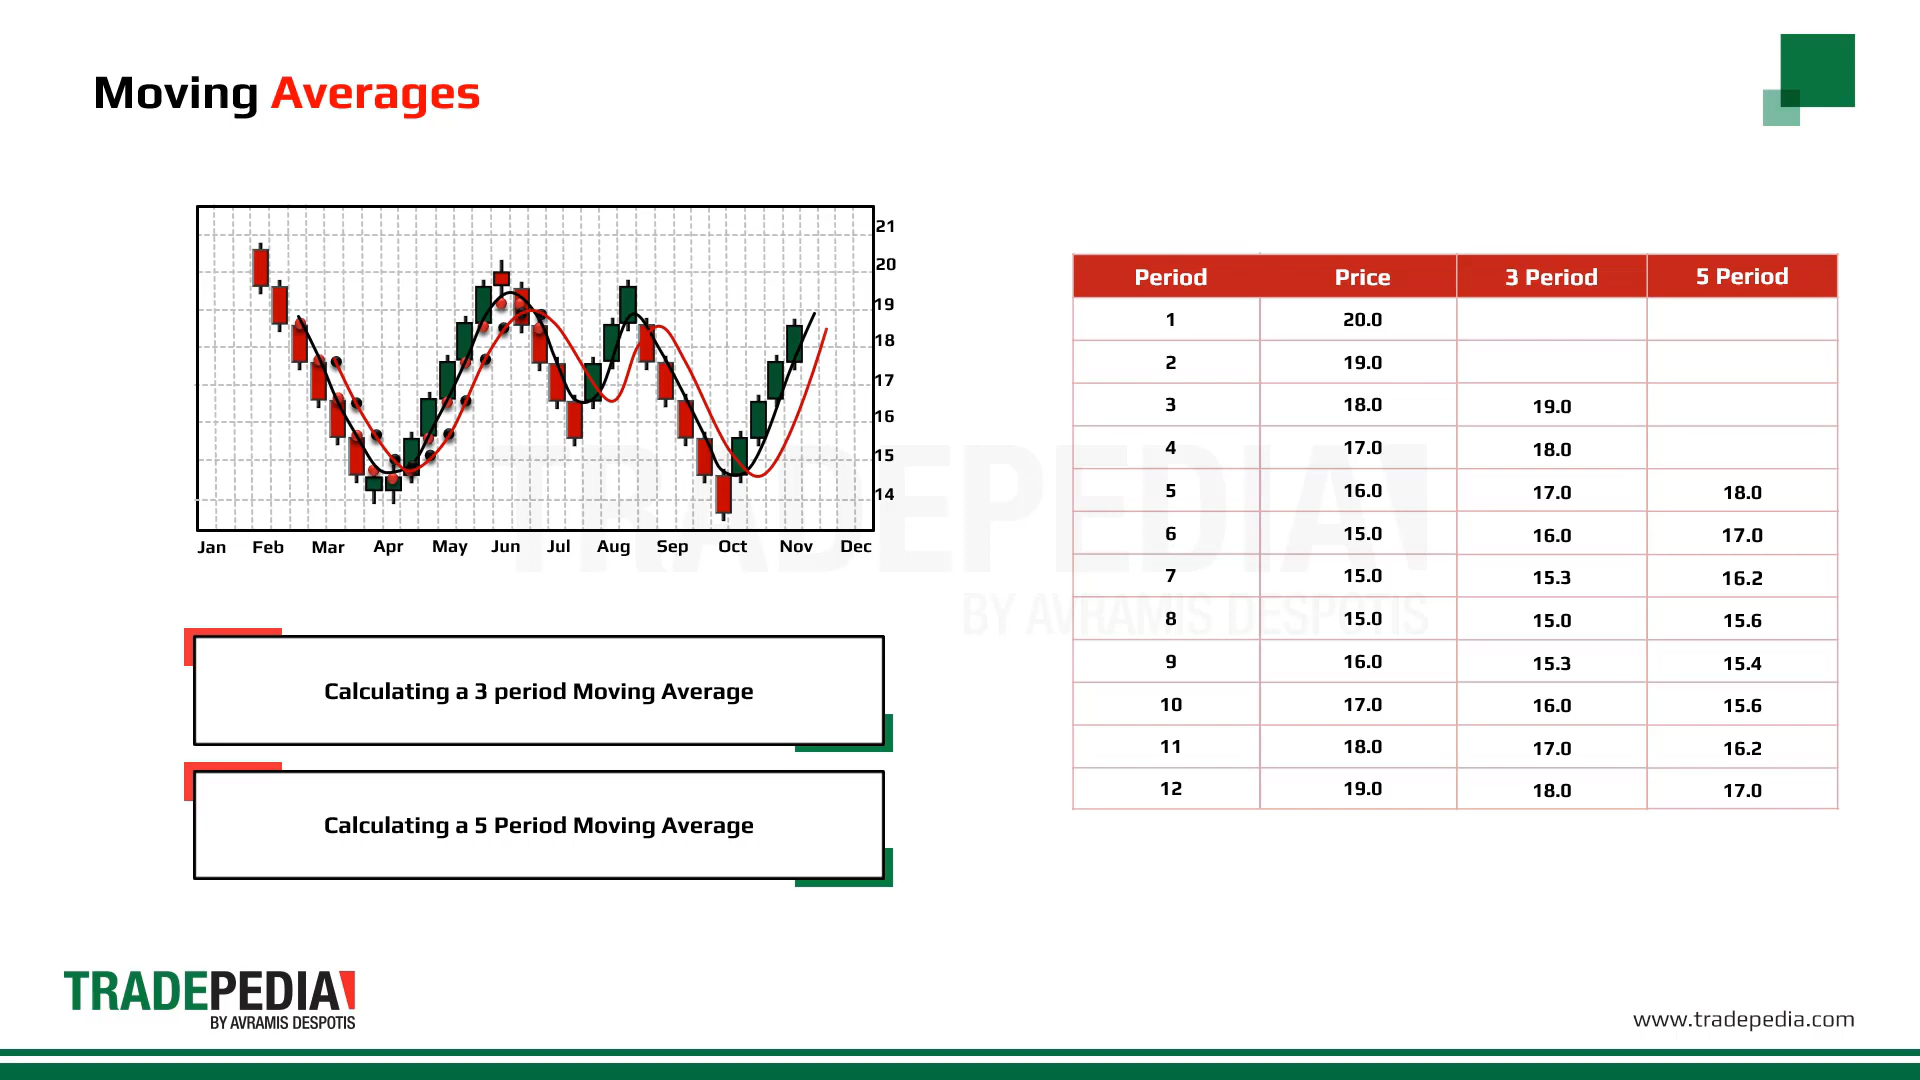 Moving Averages
21
20
19
18
17
16
15
14
Jan Feb Mar Apr May Jun Jul Aug Sep Oct Nov Dec
Calculating a 3 period Moving Average
Calculating a 5 Period Moving Average
Period Price 3 Period 5 Period
1 20.0
2 19.0
3 18.0 19.0
4 17.0 18.0
5 16.0 17.0 18.0
6 15.0 16.0 17.0
7 15.0 15.3 16.2
8 15.0 15.0 15.6
9 16.0 15.3 15.4
10 17.0 16.0 15.6
11 18.0 17.0 16.2
12 19.0 18.0 17.0
TRADEPEDIA
BY AVRAMIS DESPOTIS
TRADEPEDIA
BY AVRAMIS DESPOTIS
www.tradepedia.com